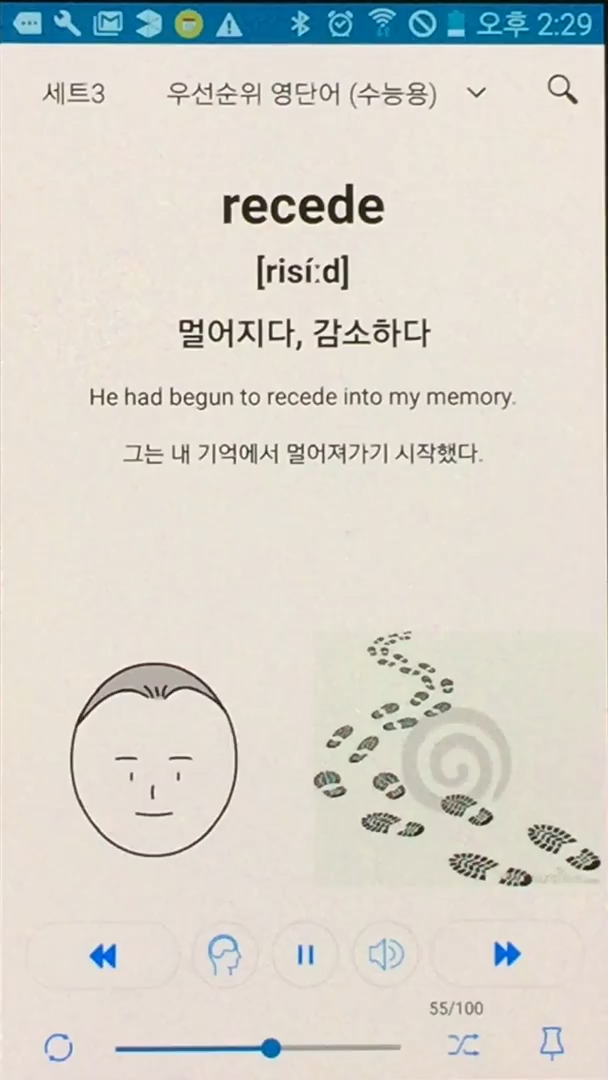 오후 2:29
세트3
우선순위 영단어 (수능용)
recede
[risíːd]
멀어지다, 감소하다
He had begun to recede into my memory.
그는 내 기억에서 멀어져가기 시작했다.
55/100